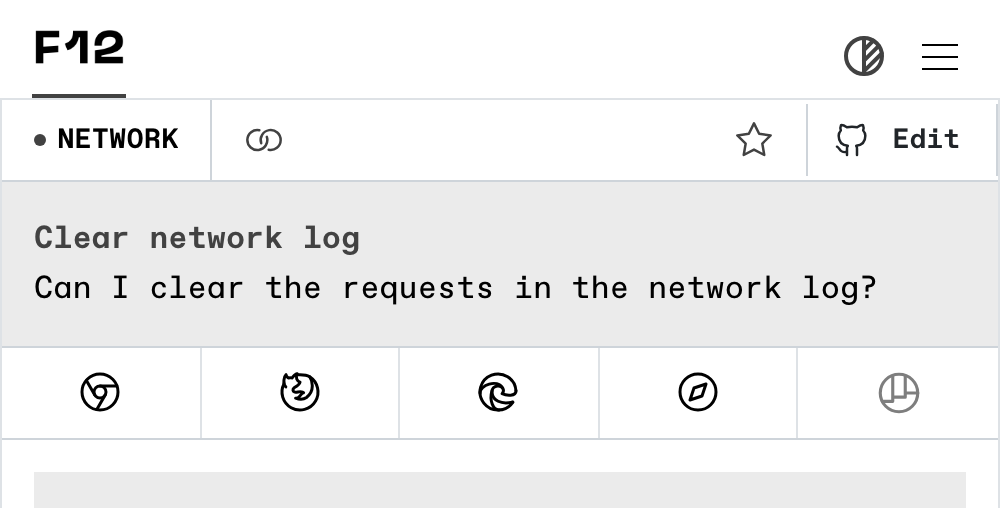 F12
NETWORK
Edit
Clear network log
Can I clear the requests in the network log?